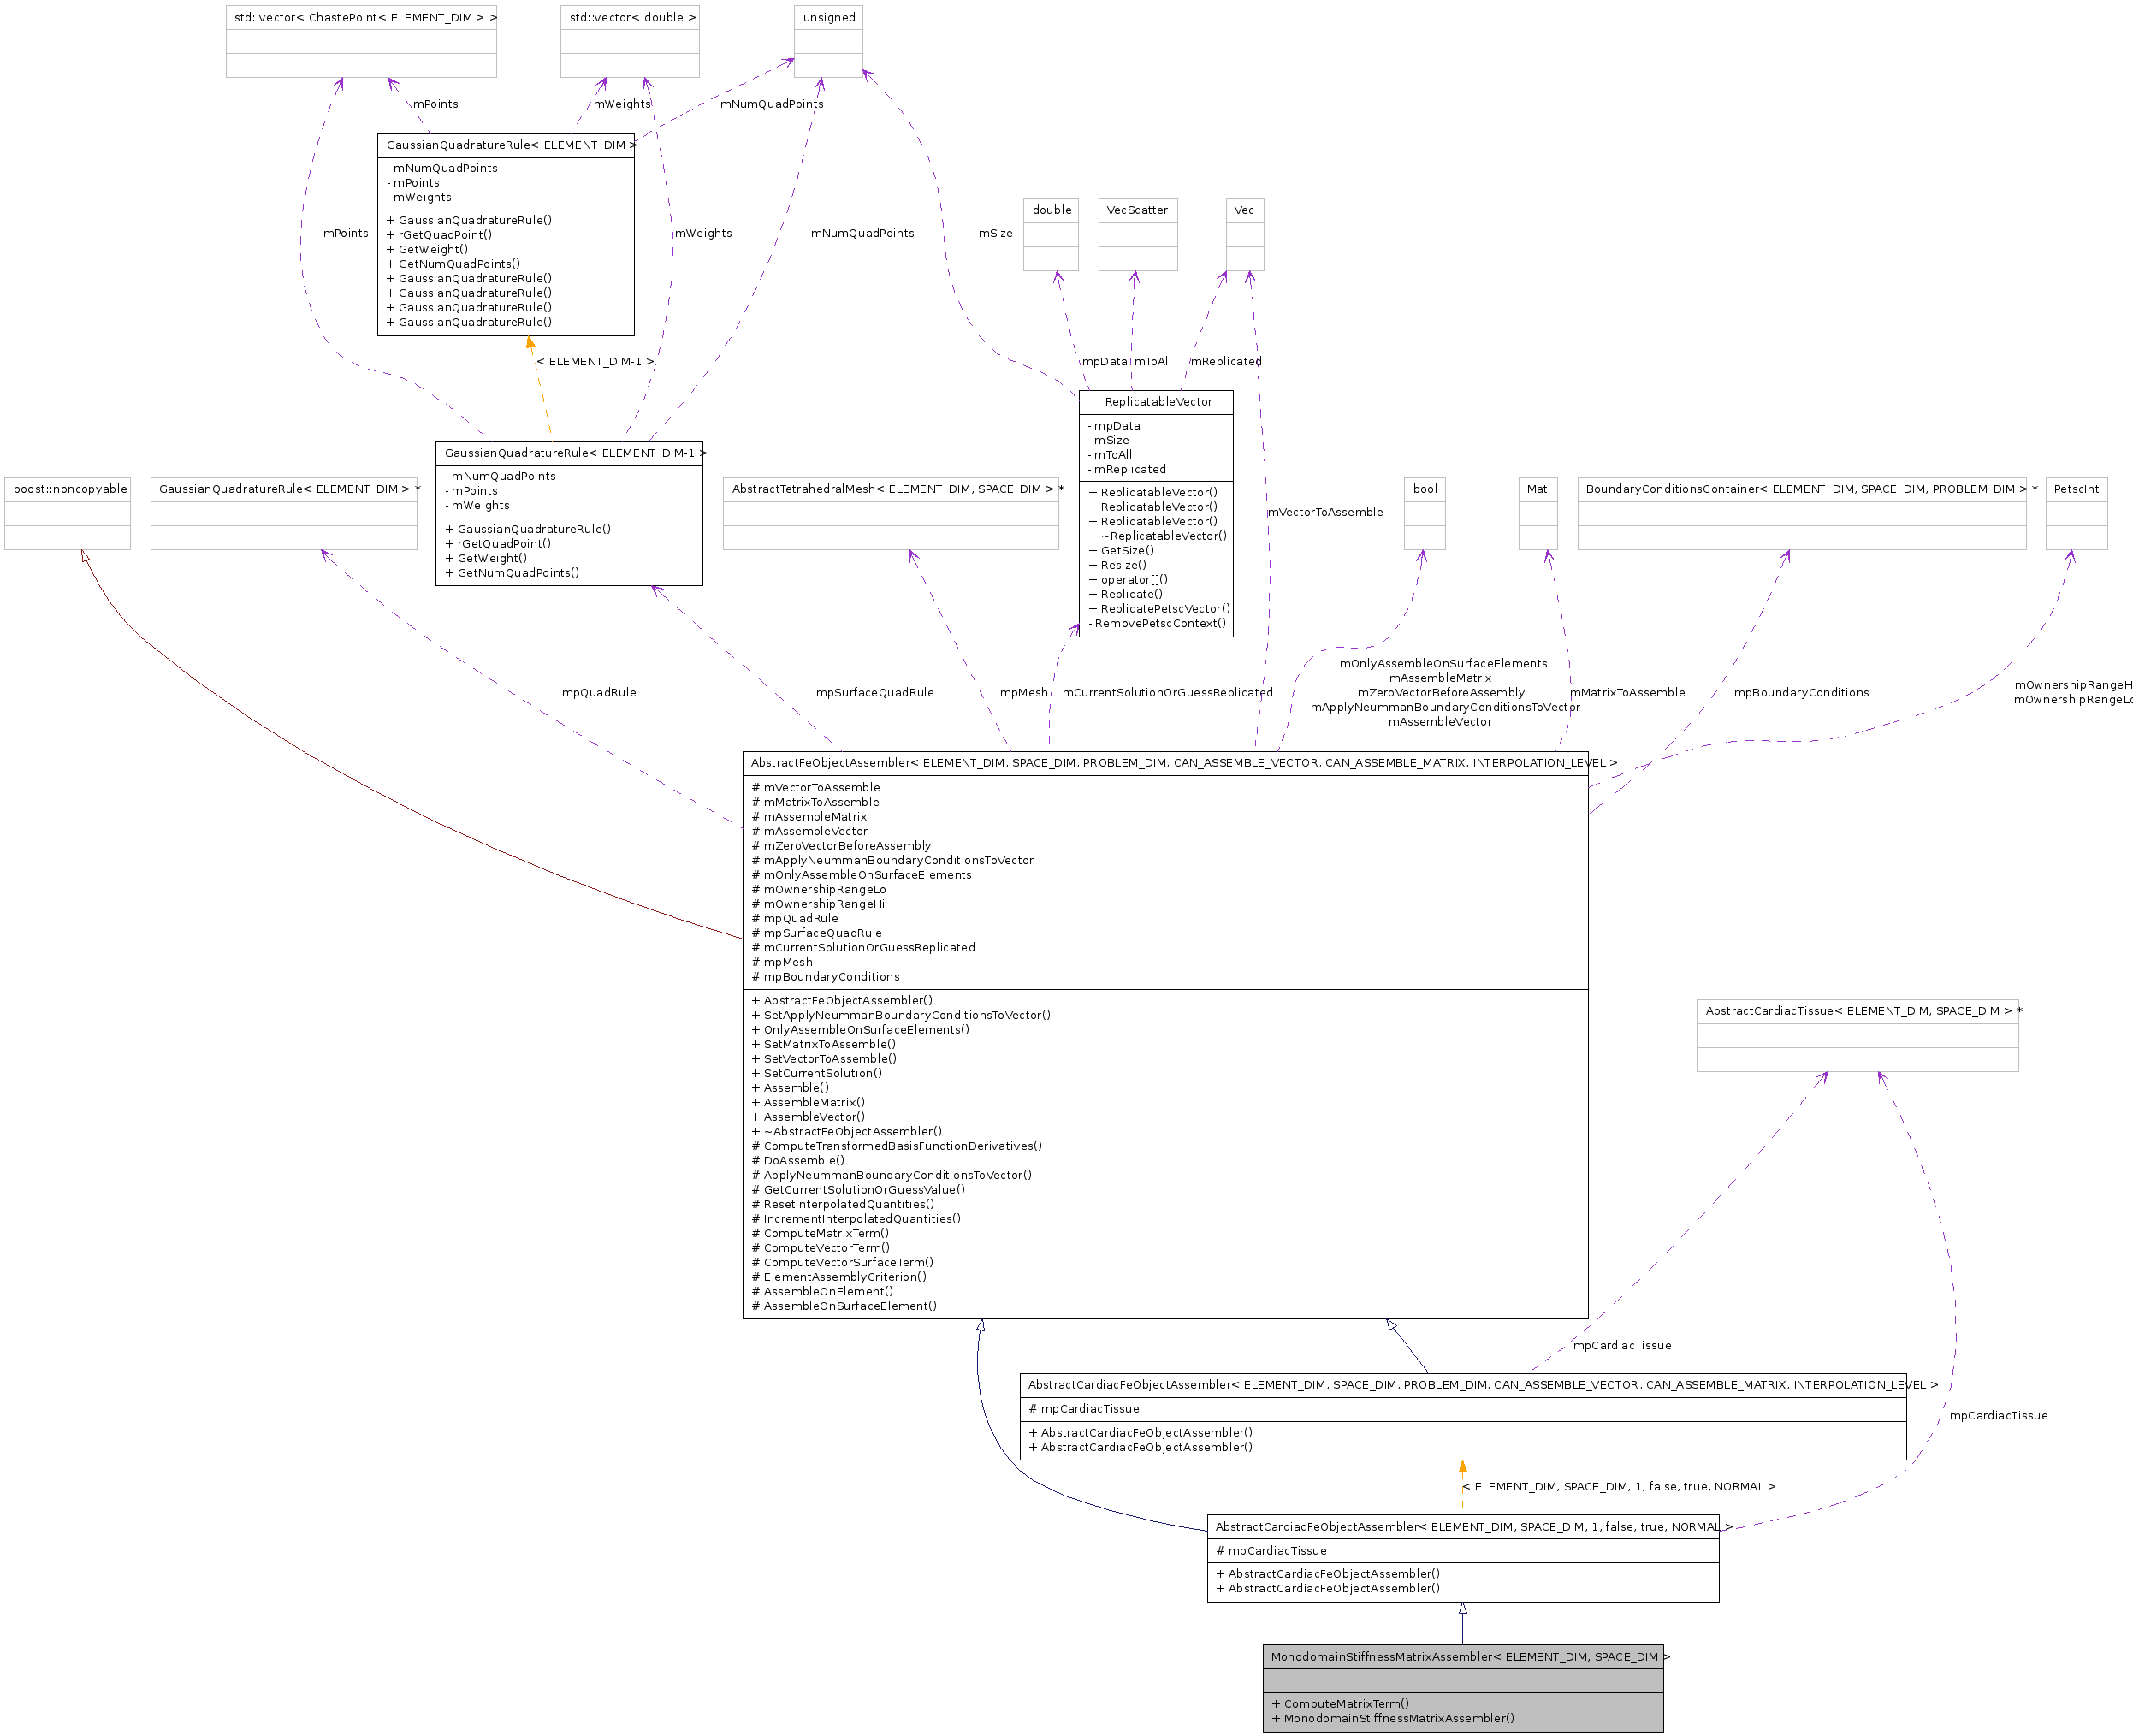 std::vector< ChastePoint< ELEMENT_DIM > >
std::vector< double >
unsigned
mPoints
mWeights
mNumQuadPoints
GaussianQuadratureRule< ELEMENT_DIM >
- mNumQuadPoints
- mPoints
- mWeights
+ GaussianQuadratureRule()
+ rGetQuadPoint()
+ GetWeight()
+ GetNumQuadPoints()
+ GaussianQuadratureRule()
+ GaussianQuadratureRule()
+ GaussianQuadratureRule()
+ GaussianQuadratureRule()
mPoints
mWeights
mNumQuadPoints
mSize
double
VecScatter
Vec
< ELEMENT_DIM-1 >
mpData
mToAll
mReplicated
ReplicatableVector
- mpData
- mSize
- mToAll
- mReplicated
+ ReplicatableVector()
+ ReplicatableVector()
+ ReplicatableVector()
+ ~ReplicatableVector()
+ GetSize()
+ Resize()
+ operator[]()
+ Replicate()
+ ReplicatePetscVector()
- RemovePetscContext()
GaussianQuadratureRule< ELEMENT_DIM-1 >
- mNumQuadPoints
- mPoints
- mWeights
+ GaussianQuadratureRule()
+ rGetQuadPoint()
+ GetWeight()
+ GetNumQuadPoints()
boost::noncopyable
GaussianQuadratureRule< ELEMENT_DIM > *
AbstractTetrahedralMesh< ELEMENT_DIM, SPACE_DIM > *
mVectorToAssemble
bool
Mat
BoundaryConditionsContainer< ELEMENT_DIM, SPACE_DIM, PROBLEM_DIM > *
PetscInt
mpQuadRule
mpSurfaceQuadRule
mpMesh
mCurrentSolutionOrGuessReplicated
mOnlyAssembleOnSurfaceElements
mAssembleMatrix
mZeroVectorBeforeAssembly
mApplyNeummanBoundaryConditionsToVector
mAssembleVector
mMatrixToAssemble
mpBoundaryConditions
mOwnershipRangeH
mOwnershipRangeLo
AbstractFeObjectAssembler< ELEMENT_DIM, SPACE_DIM, PROBLEM_DIM, CAN_ASSEMBLE_VECTOR, CAN_ASSEMBLE_MATRIX, INTERPOLATION_LEVEL >
# mVectorToAssemble
# mMatrixToAssemble
# mAssembleMatrix
# mAssembleVector
# mZeroVectorBeforeAssembly
# mApplyNeummanBoundaryConditionsToVector
# mOnlyAssembleOnSurfaceElements
# mOwnershipRangeLo
# mOwnershipRangeHi
# mpQuadRule
# mpSurfaceQuadRule
# mCurrentSolutionOrGuessReplicated
# mpMesh
# mpBoundaryConditions
+ AbstractFeObjectAssembler()
+ SetApplyNeummanBoundaryConditionsToVector()
+ OnlyAssembleOnSurfaceElements()
+ SetMatrixToAssemble()
+ SetVectorToAssemble()
+ SetCurrentSolution()
+ Assemble()
+ AssembleMatrix()
+ AssembleVector()
+ ~AbstractFeObjectAssembler()
# ComputeTransformedBasisFunctionDerivatives()
# DoAssemble()
# ApplyNeummanBoundaryConditionsToVector()
# GetCurrentSolutionOrGuessValue()
# ResetInterpolatedQuantities()
# IncrementInterpolatedQuantities()
# ComputeMatrixTerm()
# ComputeVectorTerm()
# ComputeVectorSurfaceTerm()
# ElementAssemblyCriterion()
# AssembleOnElement()
# AssembleOnSurfaceElement()
AbstractCardiacTissue< ELEMENT_DIM, SPACE_DIM > *
mpCardiacTissue
AbstractCardiacFeObjectAssembler< ELEMENT_DIM, SPACE_DIM, PROBLEM_DIM, CAN_ASSEMBLE_VECTOR, CAN_ASSEMBLE_MATRIX, INTERPOLATION_LEVEL >
# mpCardiacTissue
+ AbstractCardiacFeObjectAssembler()
+ AbstractCardiacFeObjectAssembler()
mpCardiacTissue
< ELEMENT_DIM, SPACE_DIM, 1, false, true, NORMAL >
AbstractCardiacFeObjectAssembler< ELEMENT_DIM, SPACE_DIM, 1, false, true, NORMAL >
# mpCardiacTissue
+ AbstractCardiacFeObjectAssembler()
+ AbstractCardiacFeObjectAssembler()
MonodomainStiffnessMatrixAssembler< ELEMENT_DIM, SPACE_DIM >
+ ComputeMatrixTerm()
+ MonodomainStiffnessMatrixAssembler()